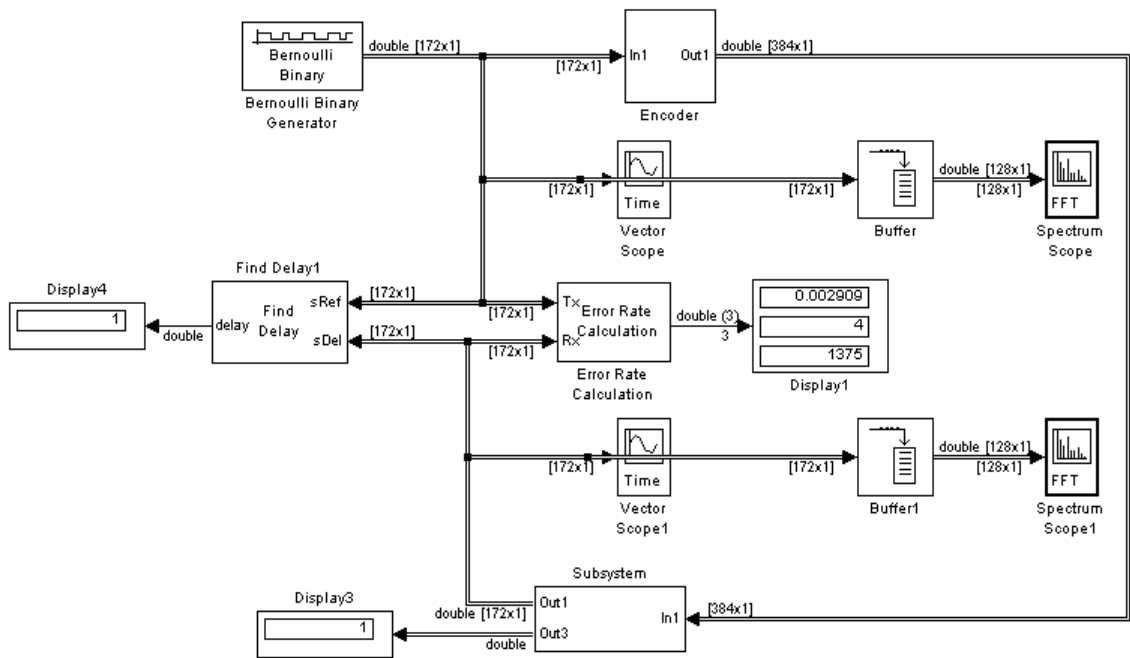 Bernoulli
Binary
Bernoulli Binary
Generator
double [172x1]
[172x1]
In1
Out1
Encoder
double [384x1]
[172x1]
Time
Vector
Scope
[172x1]
Buffer
double [128x1]
[128x1]
FFT
Spectrum
Scope
Display4
1
double
Find Delay1
delay
Find
Delay
sRef
sDel
[172x1]
[172x1]
[172x1]
[172x1]
Tx
Rx
Error Rate
Calculation
Error Rate
Calculation
double (3)
3
0.002909
4
1375
Display1
[172x1]
Time
Vector
Scope1
[172x1]
Buffer1
double [128x1]
[128x1]
FFT
Spectrum
Scope1
Subsystem
Out1
Out3
In1
[384x1]
double [172x1]
double
Display3
1